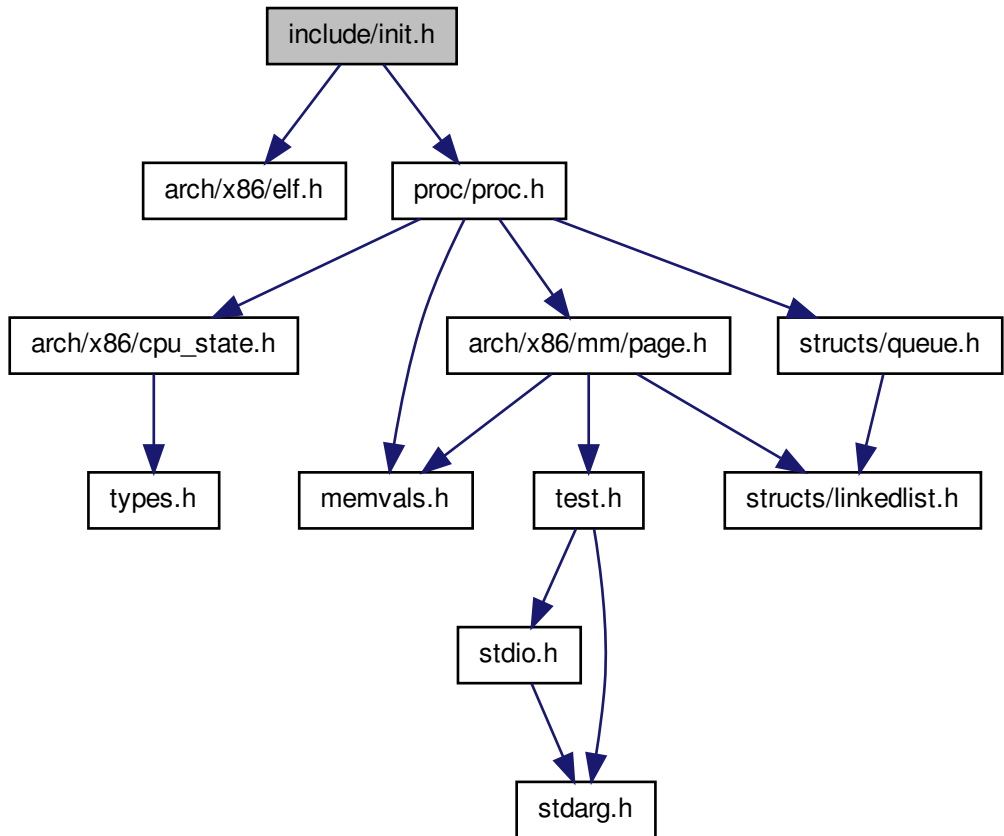 include/init.h
arch/x86/elf.h
proc/proc.h
arch/x86/cpu_state.h
arch/x86/mm/page.h
structs/queue.h
types.h
memvals.h
test.h
structs/linkedlist.h
stdio.h
stdarg.h